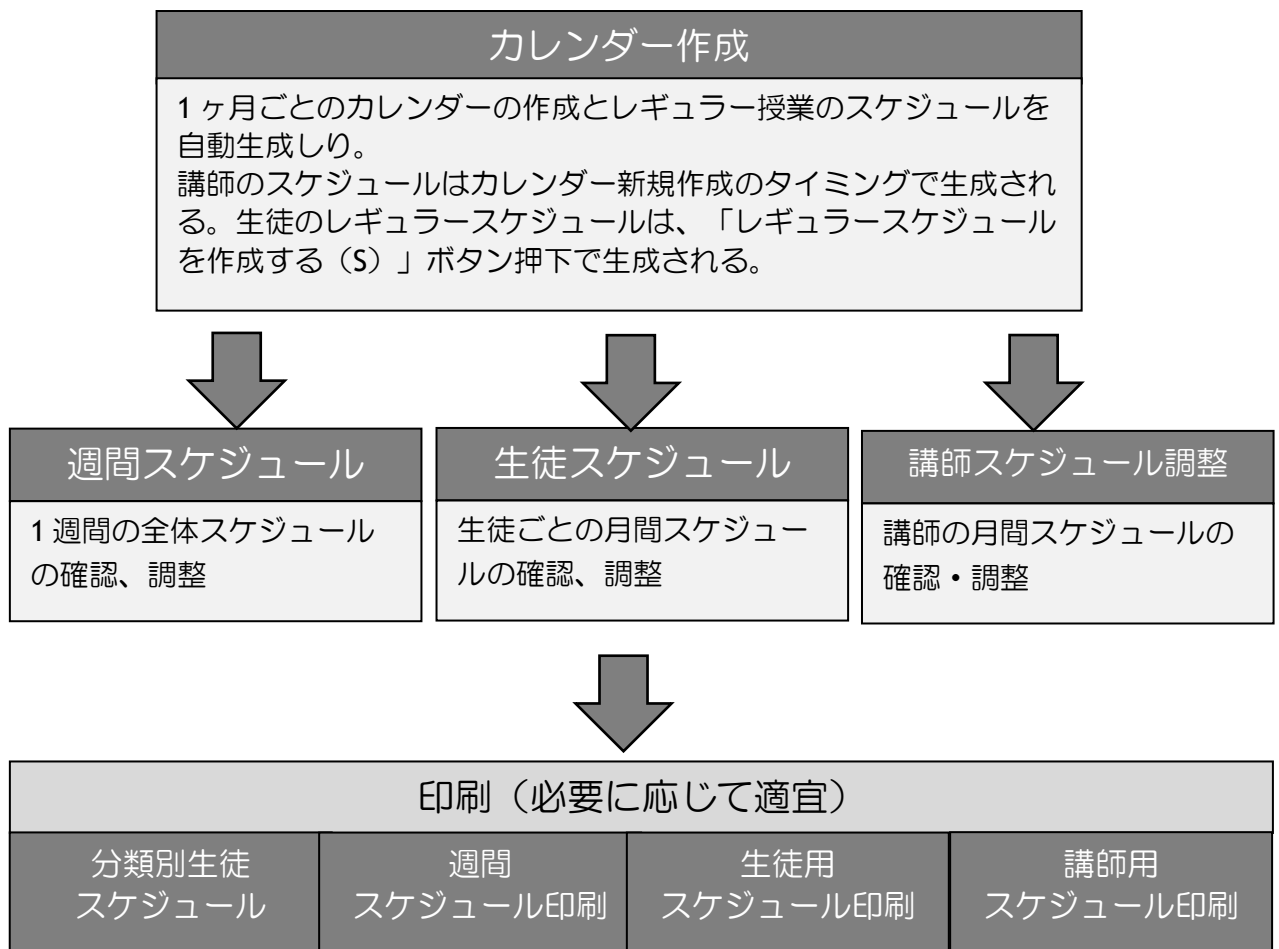 カレンダー作成
1ヶ月ごとのカレンダーの作成とレギュラー授業のスケジュールを
自動生成しり。
講師のスケジュールはカレンダー新規作成のタイミングで生成され
る。生徒のレギュラースケジュールは、「レギュラースケジュール
を作成する（S）」ボタン押下で生成される。
週間スケジュール
1週間の全体スケジュール
の確認、調整
生徒スケジュール
生徒ごとの月間スケジュー
ルの確認、調整
講師スケジュール調整
講師の月間スケジュールの
確認・調整
印刷（必要に応じて適宜）
分類別生徒
スケジュール
週間
スケジュール印刷
生徒用
スケジュール印刷
講師用
スケジュール印刷